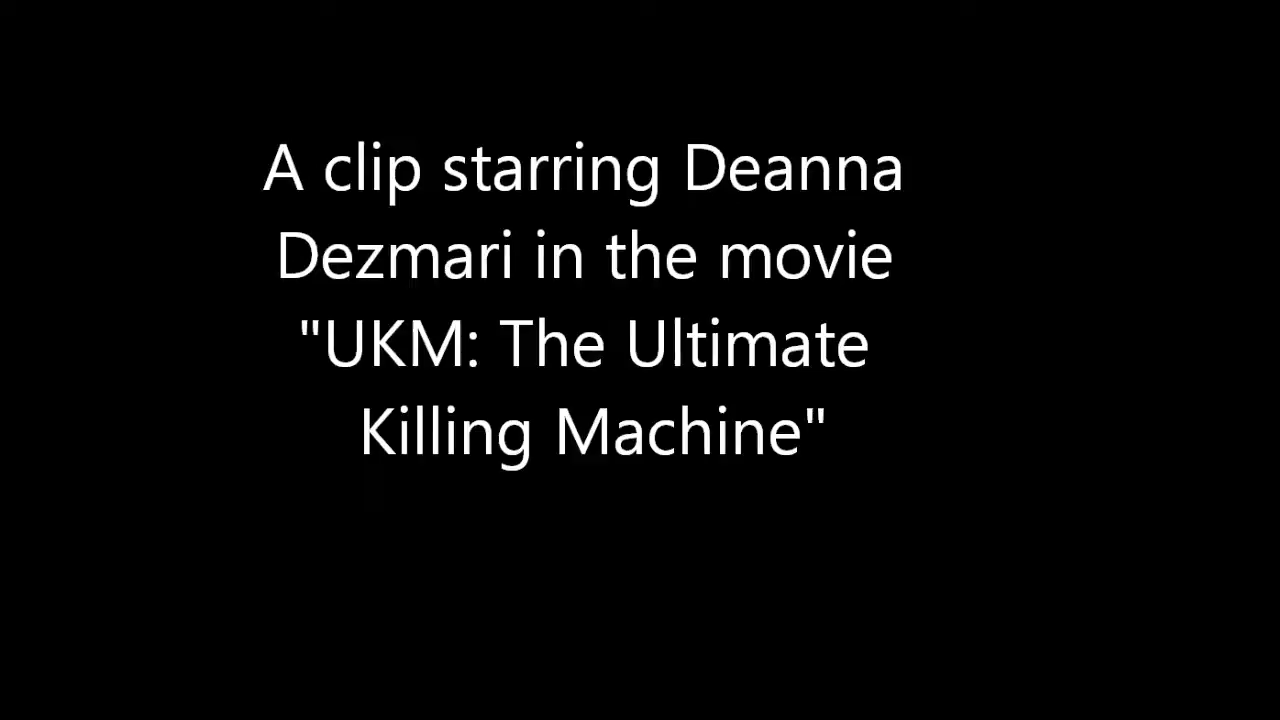 A clip starring Deanna
Dezmari in the movie
"UKM: The Ultimate
Killing Machine"